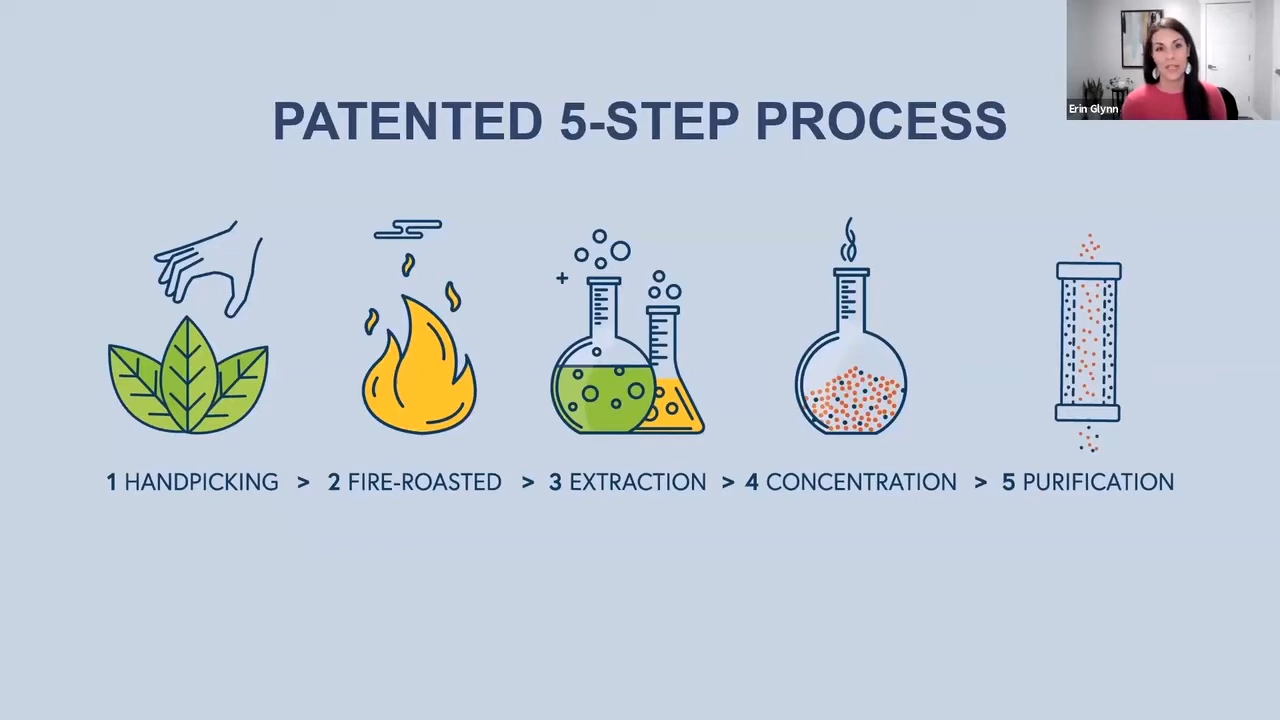 Erin Glynn
PATENTED 5-STEP PROCESS
1 HANDPICKING > 2 FIRE-ROASTED > 3 EXTRACTION > 4 CONCENTRATION > 5 PURIFICATION